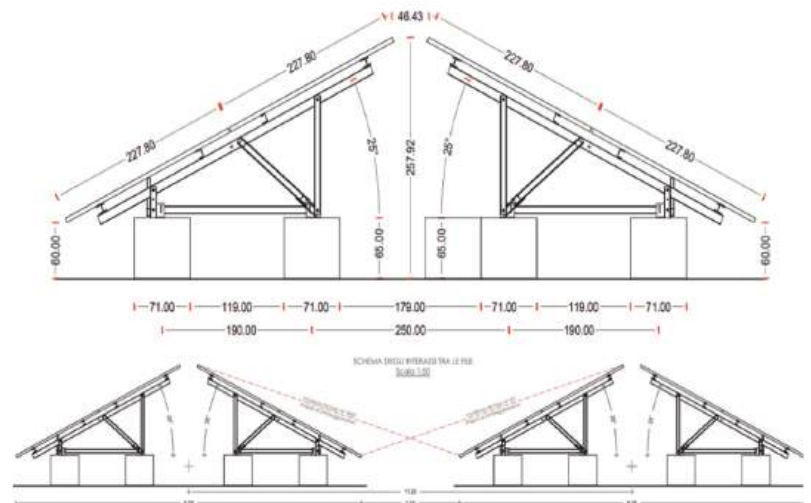 46.43
227.80 227.80
227.80 227.80
25° 257.92 25°
60.00 65.00 65.00 60.00
71.00 119.00 71.00 179.00 71.00 119.00 71.00
190.00 250.00 190.00
SCHEMA DEGLI INTERASSI TRA LE FILE
Scala 1:50